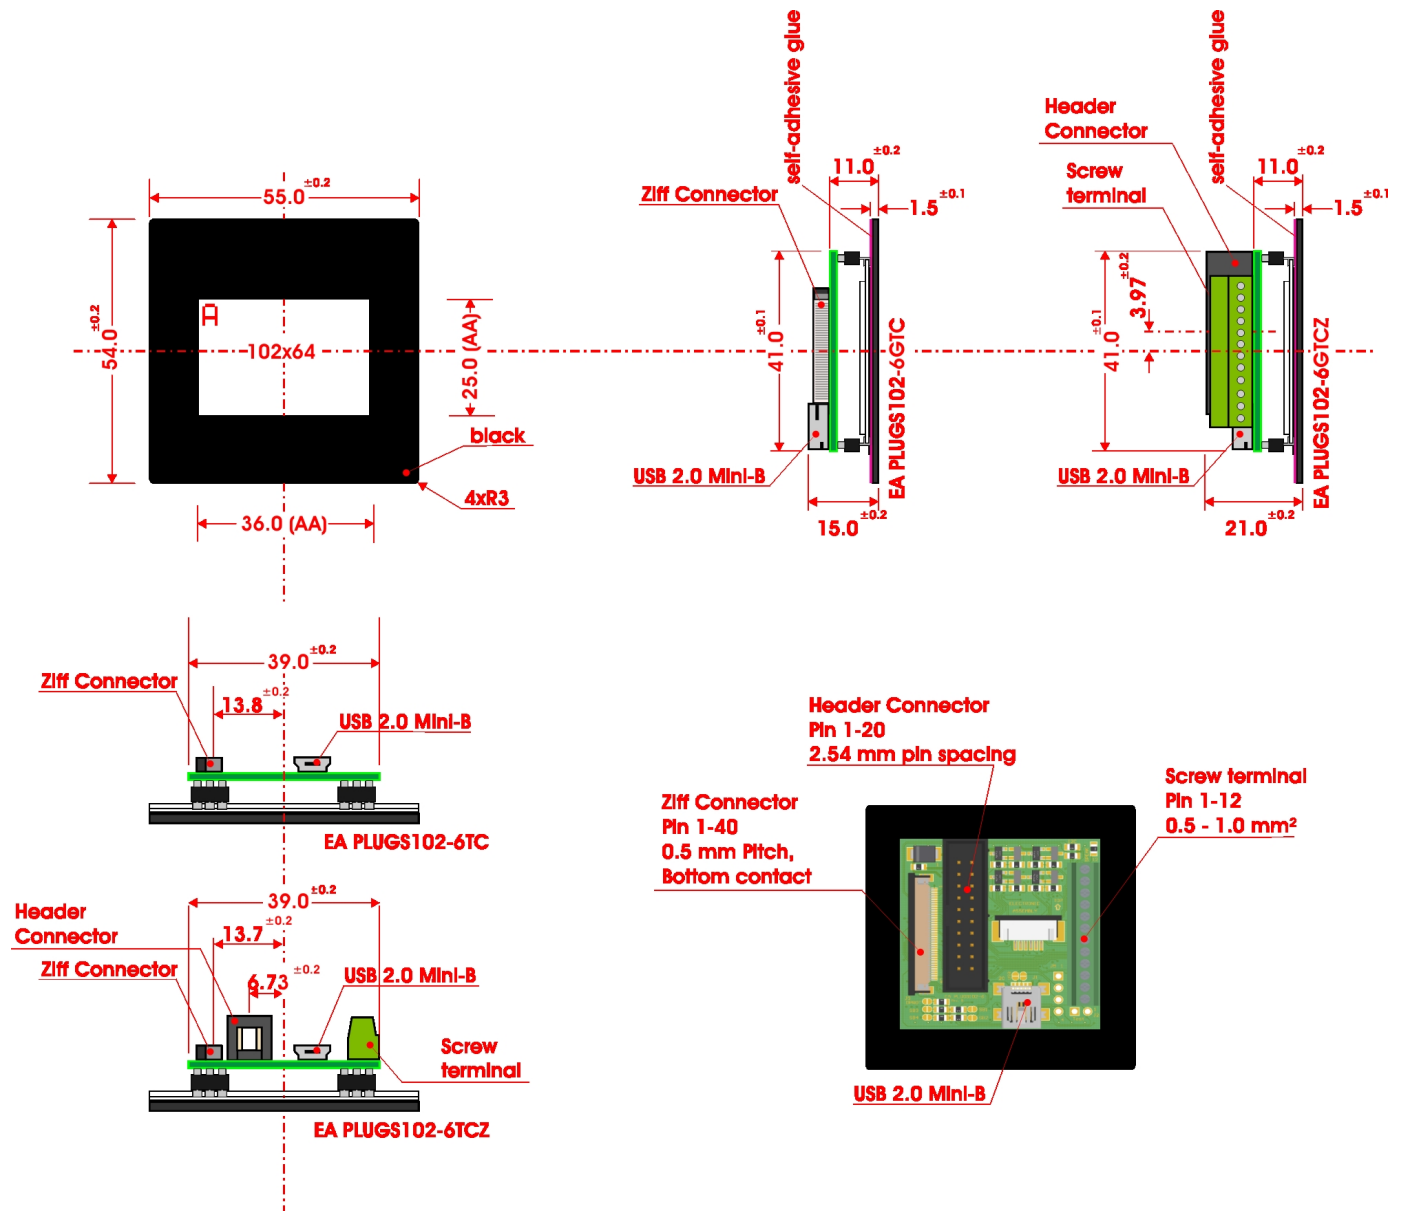 55.0 ±0.2
54.0 ±0.2
A
102x64
25.0 (AA)
36.0 (AA)
black
4xR3
self-adhesive glue
11.0 ±0.2
1.5 ±0.1
Ziff Connector
41.0 ±0.1
USB 2.0 Mini-B
15.0 ±0.2
EA PLUGS102-6GTC
self-adhesive glue
Header
Connector
Screw
terminal
11.0 ±0.2
1.5 ±0.1
3.97 ±0.2
41.0 ±0.1
USB 2.0 Mini-B
21.0 ±0.2
EA PLUGS102-6GTCZ
39.0 ±0.2
Ziff Connector
13.8 ±0.2
USB 2.0 Mini-B
EA PLUGS102-6TC
39.0 ±0.2
Header
Connector
13.7 ±0.2
Ziff Connector
6.73 ±0.2
USB 2.0 Mini-B
Screw
terminal
EA PLUGS102-6TCZ
Header Connector
Pin 1-20
2.54 mm pin spacing
Ziff Connector
Pin 1-40
0.5 mm Pitch,
Bottom contact
Screw terminal
Pin 1-12
0.5 - 1.0 mm²
USB 2.0 Mini-B